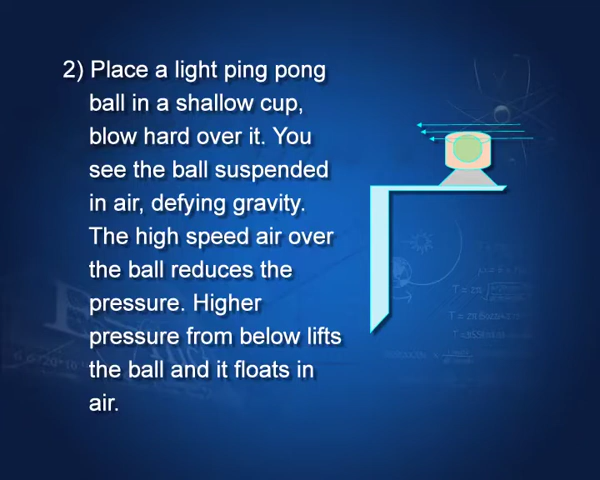 2) Place a light ping pong
ball in a shallow cup,
blow hard over it. You
see the ball suspended
in air, defying gravity.
The high speed air over
the ball reduces the
pressure. Higher
pressure from below lifts
the ball and it floats in
air.